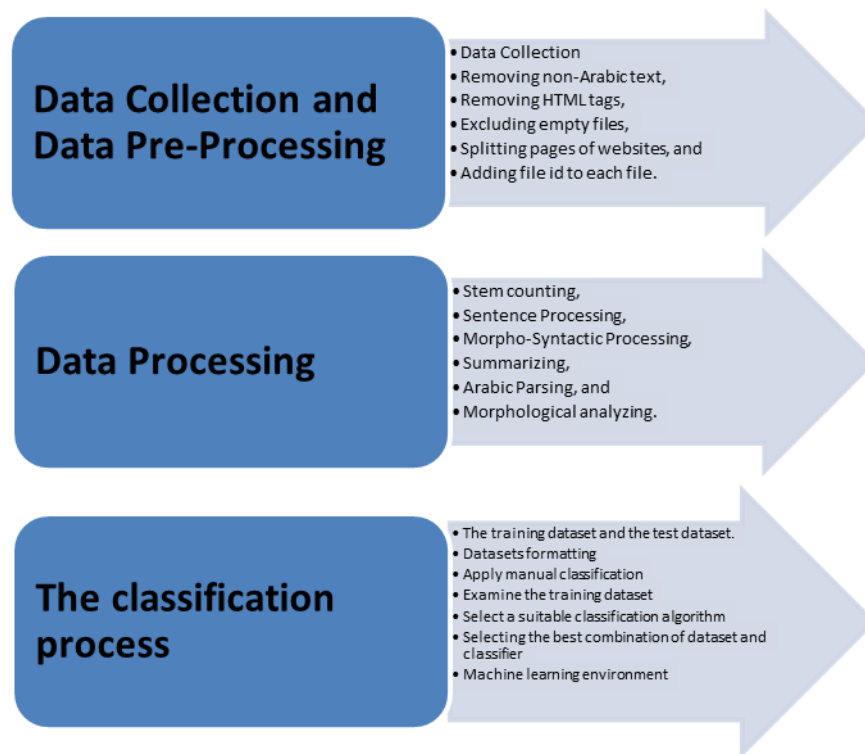 Data Collection and
Data Pre-Processing
• Data Collection
• Removing non-Arabic text,
• Removing HTML tags,
• Excluding empty files,
• Splitting pages of websites, and
• Adding file id to each file.
Data Processing
• Stem counting,
• Sentence Processing,
• Morpho-Syntactic Processing,
• Summarizing,
• Arabic Parsing, and
• Morphological analyzing.
The classification
process
• The training dataset and the test dataset.
• Datasets formatting
• Apply manual classification
• Examine the training dataset
• Select a suitable classification algorithm
• Selecting the best combination of dataset and
classifier
• Machine learning environment